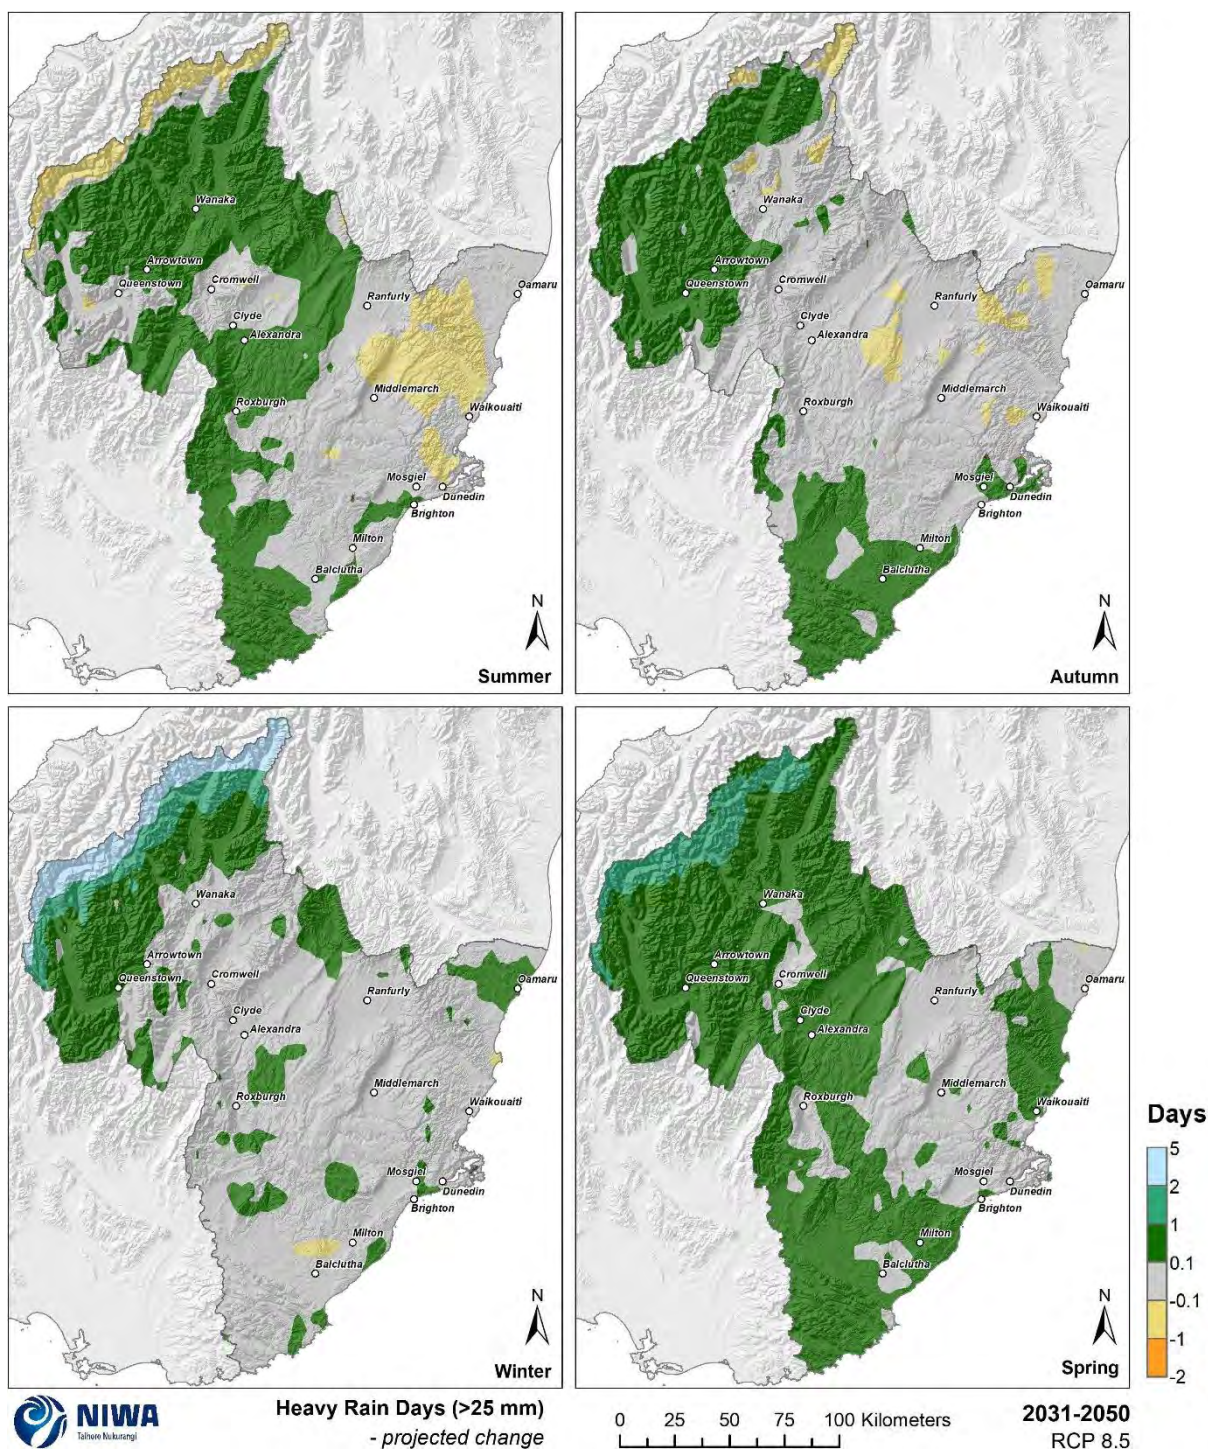 Wanaka
Arrowtown
Queenstown
Cromwell
Clyde
Alexandra
Ranfurly
Oamaru
Middlemarch
Roxburgh
Waikouaiti
Mosgiel
Dunedin
Brighton
Milton
Balclutha
N
Summer
Wanaka
Arrowtown
Queenstown
Cromwell
Clyde
Alexandra
Ranfurly
Oamaru
Middlemarch
Roxburgh
Waikouaiti
Mosgiel
Dunedin
Brighton
Milton
Balclutha
N
Autumn
Wanaka
Arrowtown
Queenstown
Cromwell
Clyde
Alexandra
Ranfurly
Oamaru
Middlemarch
Roxburgh
Waikouaiti
Mosgiel
Dunedin
Brighton
Milton
Balclutha
N
Winter
Wanaka
Arrowtown
Queenstown
Cromwell
Clyde
Alexandra
Ranfurly
Oamaru
Middlemarch
Roxburgh
Waikouaiti
Mosgiel
Dunedin
Brighton
Milton
Balclutha
N
Spring
Days
5
2
1
0.1
-0.1
-1
-2
NIWA
Taihoro Nukurangi
Heavy Rain Days (>25 mm)
- projected change
0 25 50 75 100 Kilometers
2031-2050
RCP 8.5